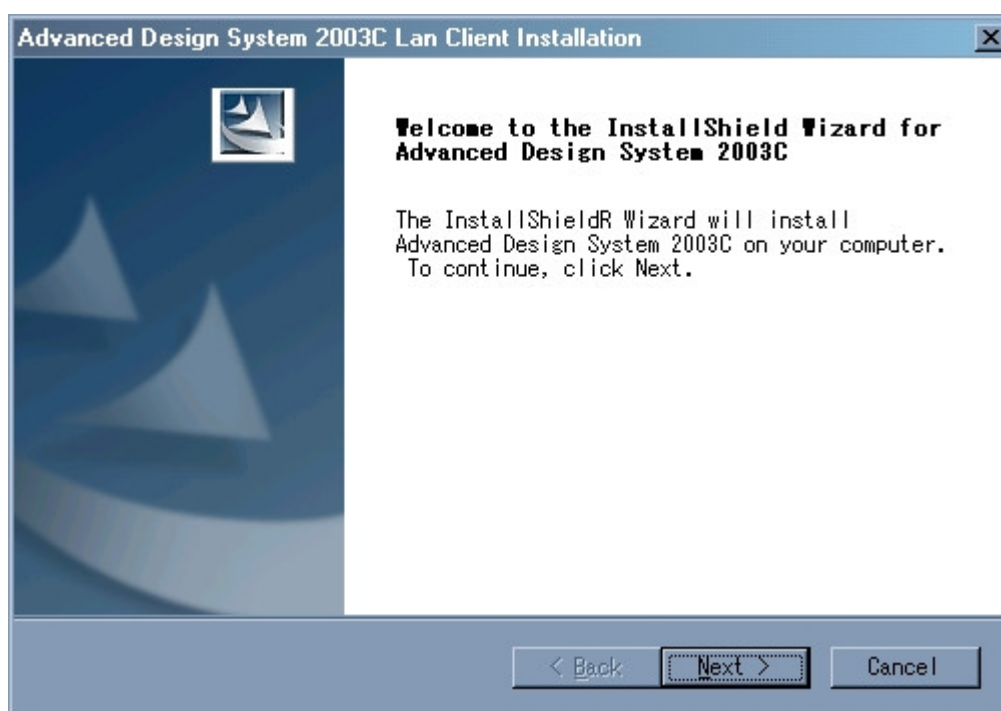 Advanced Design System 2003C Lan Client Installation
Welcome to the InstallShield Wizard for
Advanced Design System 2003C
The InstallShieldR Wizard will install
Advanced Design System 2003C on your computer.
To continue, click Next.
< Back
Next >
Cancel